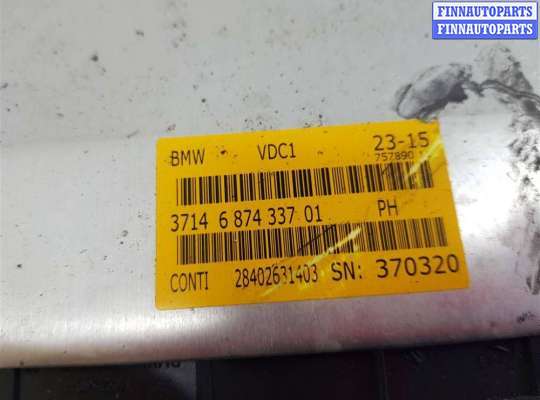 FINNAUTOPARTS
FINNAUTOPARTS
BMW VDC1 23-15
757890
3714 6 874 337 01 PH
CONTI 28402631403 SN: 370320